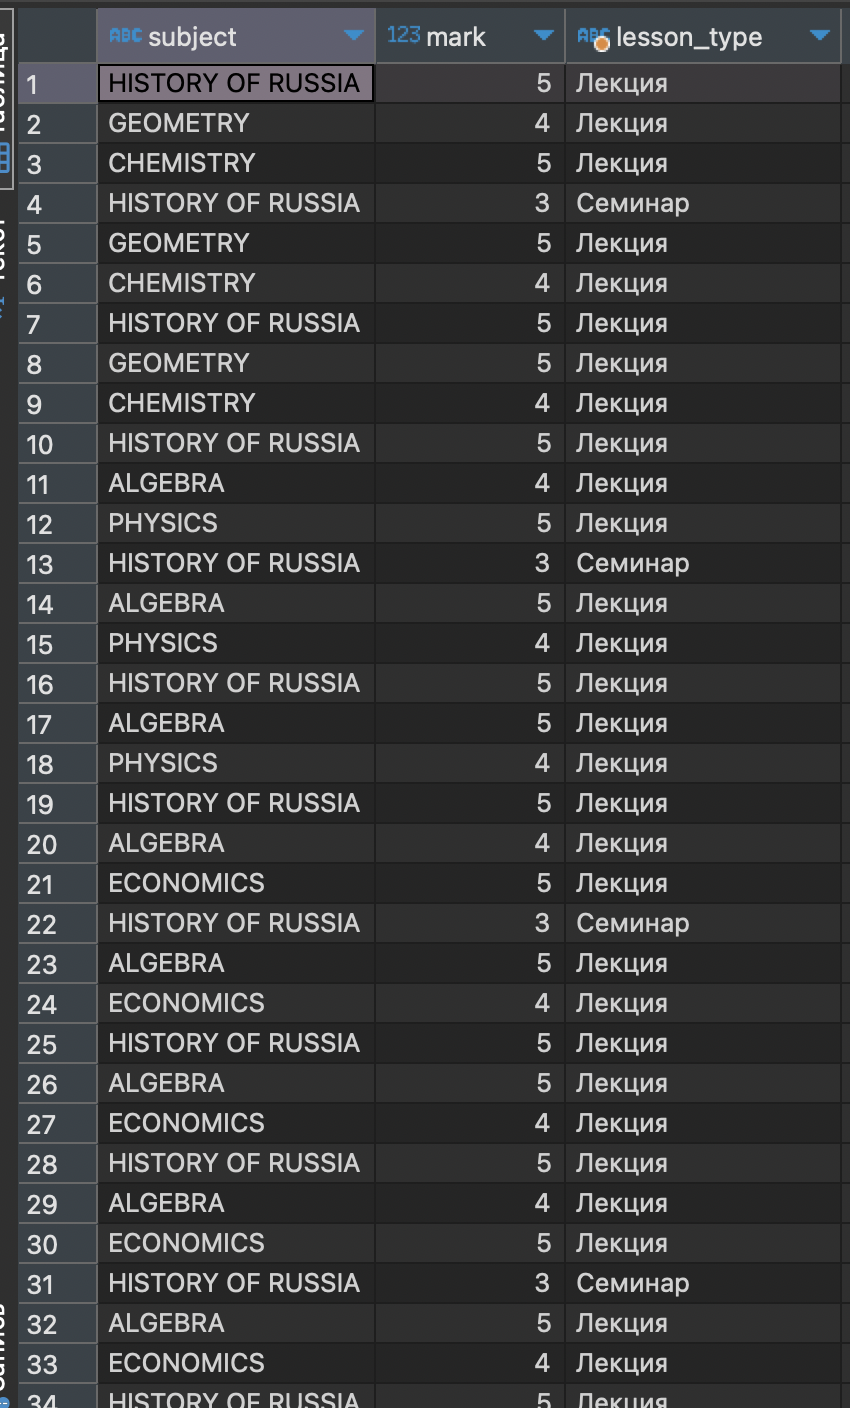 ABC subject 123 mark ABC lesson_type
1 HISTORY OF RUSSIA 5 Лекция
2 GEOMETRY 4 Лекция
3 CHEMISTRY 5 Лекция
4 HISTORY OF RUSSIA 3 Семинар
5 GEOMETRY 5 Лекция
6 CHEMISTRY 4 Лекция
7 HISTORY OF RUSSIA 5 Лекция
8 GEOMETRY 5 Лекция
9 CHEMISTRY 4 Лекция
10 HISTORY OF RUSSIA 5 Лекция
11 ALGEBRA 4 Лекция
12 PHYSICS 5 Лекция
13 HISTORY OF RUSSIA 3 Семинар
14 ALGEBRA 5 Лекция
15 PHYSICS 4 Лекция
16 HISTORY OF RUSSIA 5 Лекция
17 ALGEBRA 5 Лекция
18 PHYSICS 4 Лекция
19 HISTORY OF RUSSIA 5 Лекция
20 ALGEBRA 4 Лекция
21 ECONOMICS 5 Лекция
22 HISTORY OF RUSSIA 3 Семинар
23 ALGEBRA 5 Лекция
24 ECONOMICS 4 Лекция
25 HISTORY OF RUSSIA 5 Лекция
26 ALGEBRA 5 Лекция
27 ECONOMICS 4 Лекция
28 HISTORY OF RUSSIA 5 Лекция
29 ALGEBRA 4 Лекция
30 ECONOMICS 5 Лекция
31 HISTORY OF RUSSIA 3 Семинар
32 ALGEBRA 5 Лекция
33 ECONOMICS 4 Лекция
34 HISTORY OF RUSSIA 5 Лекция